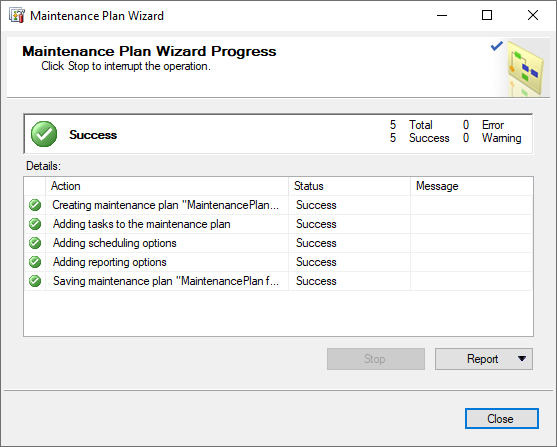 Maintenance Plan Wizard
Maintenance Plan Wizard Progress
Click Stop to interrupt the operation.
Success
5 Total 0 Error
5 Success 0 Warning
Details:
Action Status Message
Creating maintenance plan "MaintenancePlan... Success
Adding tasks to the maintenance plan Success
Adding scheduling options Success
Adding reporting options Success
Saving maintenance plan "MaintenancePlan f... Success
Stop Report
Close